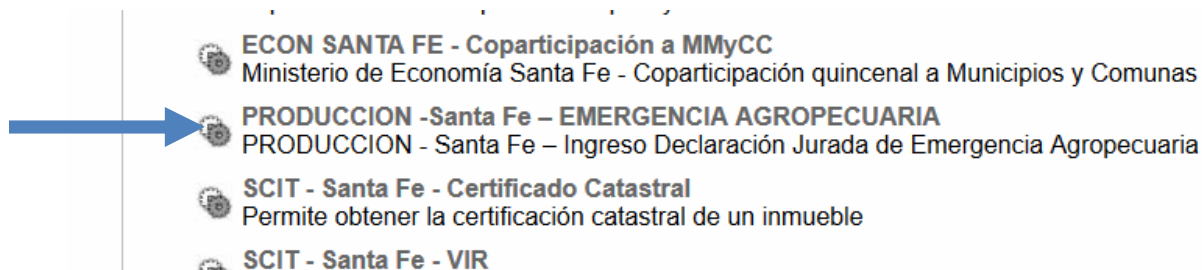 ECON SANTA FE - Coparticipación a MMyCC
Ministerio de Economía Santa Fe - Coparticipación quincenal a Municipios y Comunas
PRODUCCION -Santa Fe – EMERGENCIA AGROPECUARIA
PRODUCCION - Santa Fe – Ingreso Declaración Jurada de Emergencia Agropecuaria
SCIT - Santa Fe - Certificado Catastral
Permite obtener la certificación catastral de un inmueble
SCIT - Santa Fe - VIR